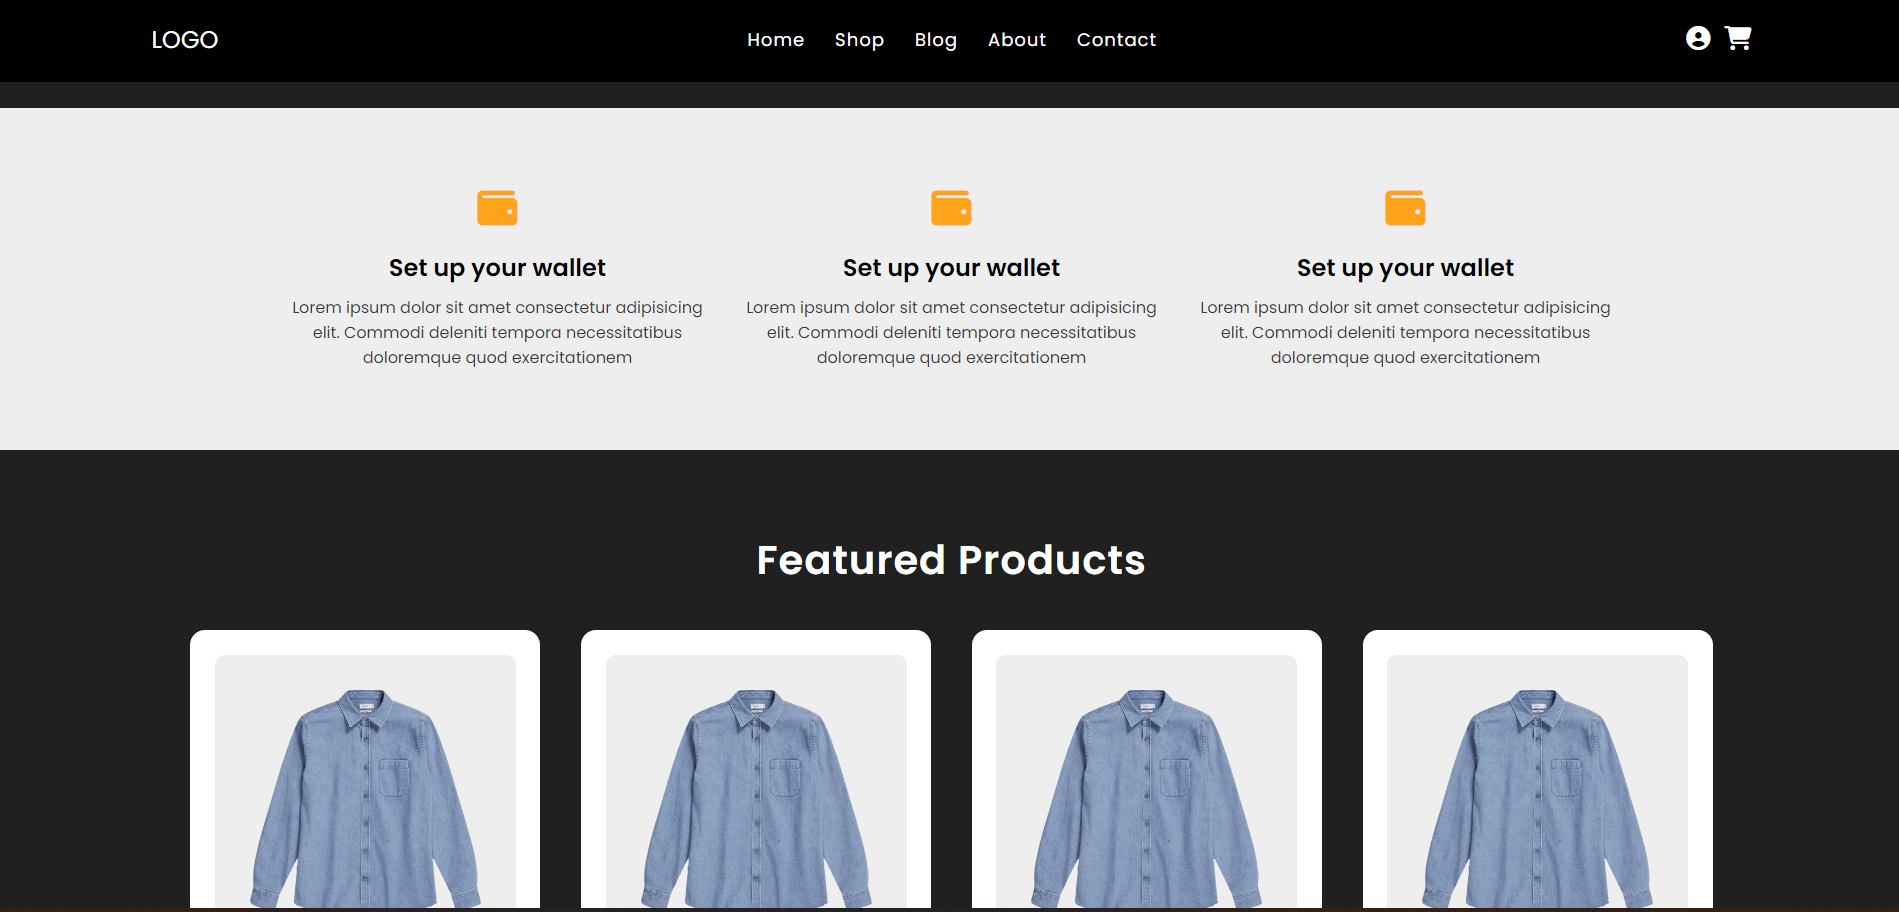 LOGO
Home Shop Blog About Contact
Set up your wallet
Lorem ipsum dolor sit amet consectetur adipisicing
elit. Commodi deleniti tempora necessitatibus
doloremque quod exercitationem
Set up your wallet
Lorem ipsum dolor sit amet consectetur adipisicing
elit. Commodi deleniti tempora necessitatibus
doloremque quod exercitationem
Set up your wallet
Lorem ipsum dolor sit amet consectetur adipisicing
elit. Commodi deleniti tempora necessitatibus
doloremque quod exercitationem
Featured Products